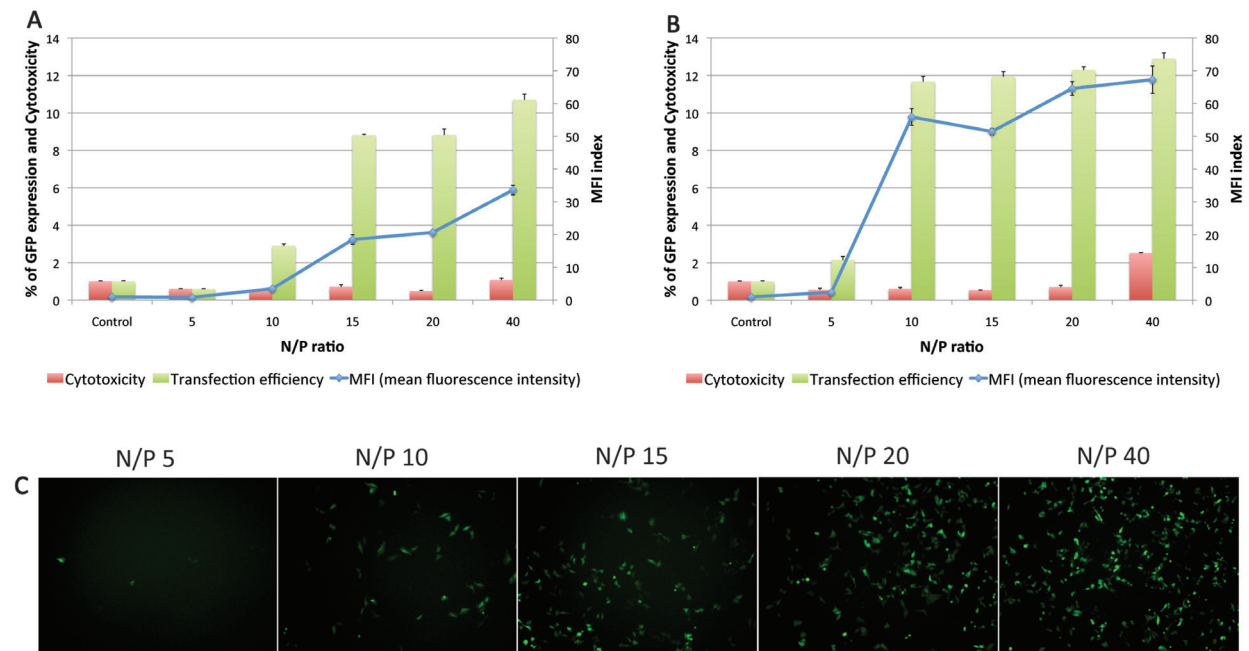 A
% of GFP expression and Cytotoxicity
14
12
10
8
6
4
2
0
80
70
60
50
40
30
20
10
0
MFI index
Control 5 10 15 20 40
N/P ratio
Cytotoxicity Transfection efficiency MFI (mean fluorescence intensity)
B
% of GFP expression and Cytotoxicity
14
12
10
8
6
4
2
0
80
70
60
50
40
30
20
10
0
MFI index
Control 5 10 15 20 40
N/P ratio
Cytotoxicity Transfection efficiency MFI (mean fluorescence intensity)
C
N/P 5 N/P 10 N/P 15 N/P 20 N/P 40